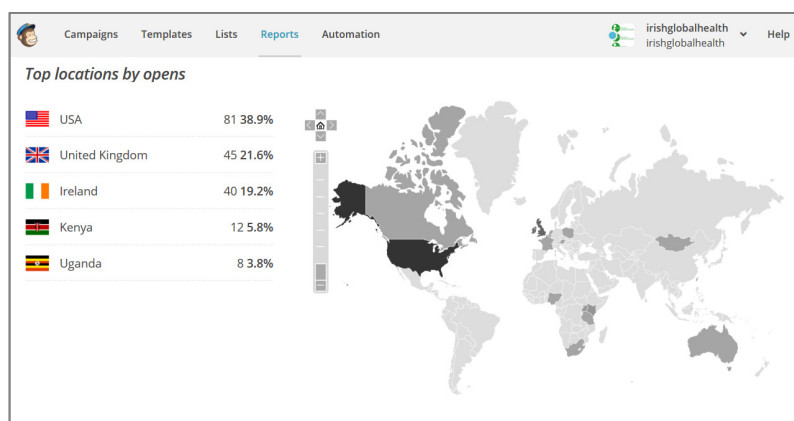 Campaigns Templates Lists Reports Automation irishglobalhealth Help
irishglobalhealth
Top locations by opens
USA 81 38.9%
United Kingdom 45 21.6%
Ireland 40 19.2%
Kenya 12 5.8%
Uganda 8 3.8%